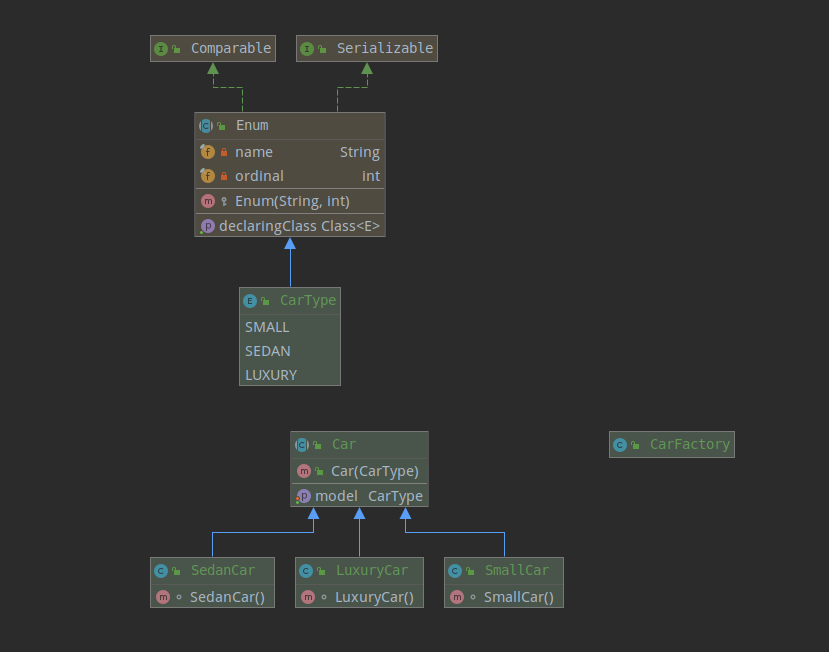 Comparable
Serializable
Enum
name String
ordinal int
Enum(String, int)
declaringClass Class<E>
CarType
SMALL
SEDAN
LUXURY
Car
Car(CarType)
model CarType
CarFactory
SedanCar
SedanCar()
LuxuryCar
LuxuryCar()
SmallCar
SmallCar()